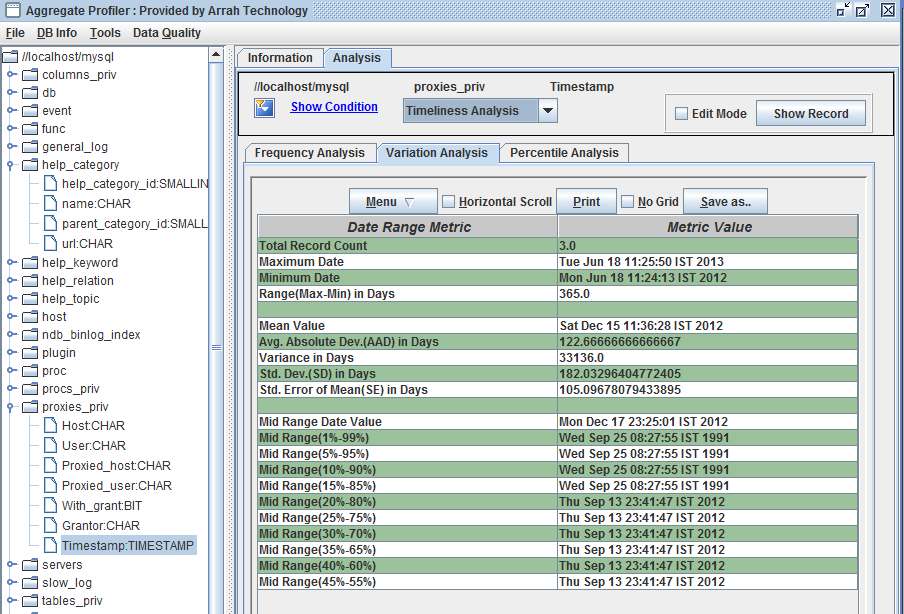 Aggregate Profiler : Provided by Arrah Technology
File DB Info Tools Data Quality
//localhost/mysql
columns_priv
db
event
func
general_log
help_category
help_category_id:SMALLIN
name:CHAR
parent_category_id:SMALL
url:CHAR
help_keyword
help_relation
help_topic
host
ndb_binlog_index
plugin
proc
procs_priv
proxies_priv
Host:CHAR
User:CHAR
Proxied_host:CHAR
Proxied_user:CHAR
With_grant:BIT
Grantor:CHAR
Timestamp:TIMESTAMP
servers
slow_log
tables_priv
Information Analysis
//localhost/mysql proxies_priv Timestamp
Show Condition Timeliness Analysis Edit Mode Show Record
Frequency Analysis Variation Analysis Percentile Analysis
Menu Horizontal Scroll Print No Grid Save as..
Date Range Metric Metric Value
Total Record Count 3.0
Maximum Date Tue Jun 18 11:25:50 IST 2013
Minimum Date Mon Jun 18 11:24:13 IST 2012
Range(Max-Min) in Days 365.0
Mean Value Sat Dec 15 11:36:28 IST 2012
Avg. Absolute Dev.(AAD) in Days 122.66666666666667
Variance in Days 33136.0
Std. Dev.(SD) in Days 182.03296404772405
Std. Error of Mean(SE) in Days 105.09678079433895
Mid Range Date Value Mon Dec 17 23:25:01 IST 2012
Mid Range(1%-99%) Wed Sep 25 08:27:55 IST 1991
Mid Range(5%-95%) Wed Sep 25 08:27:55 IST 1991
Mid Range(10%-90%) Wed Sep 25 08:27:55 IST 1991
Mid Range(15%-85%) Wed Sep 25 08:27:55 IST 1991
Mid Range(20%-80%) Thu Sep 13 23:41:47 IST 2012
Mid Range(25%-75%) Thu Sep 13 23:41:47 IST 2012
Mid Range(30%-70%) Thu Sep 13 23:41:47 IST 2012
Mid Range(35%-65%) Thu Sep 13 23:41:47 IST 2012
Mid Range(40%-60%) Thu Sep 13 23:41:47 IST 2012
Mid Range(45%-55%) Thu Sep 13 23:41:47 IST 2012